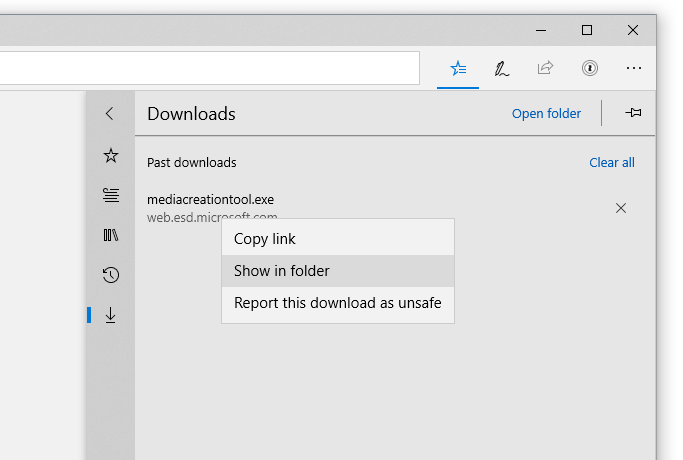 Downloads
Open folder
Past downloads
Clear all
mediacreationtool.exe
web.esd.microsoft.com
Copy link
Show in folder
Report this download as unsafe